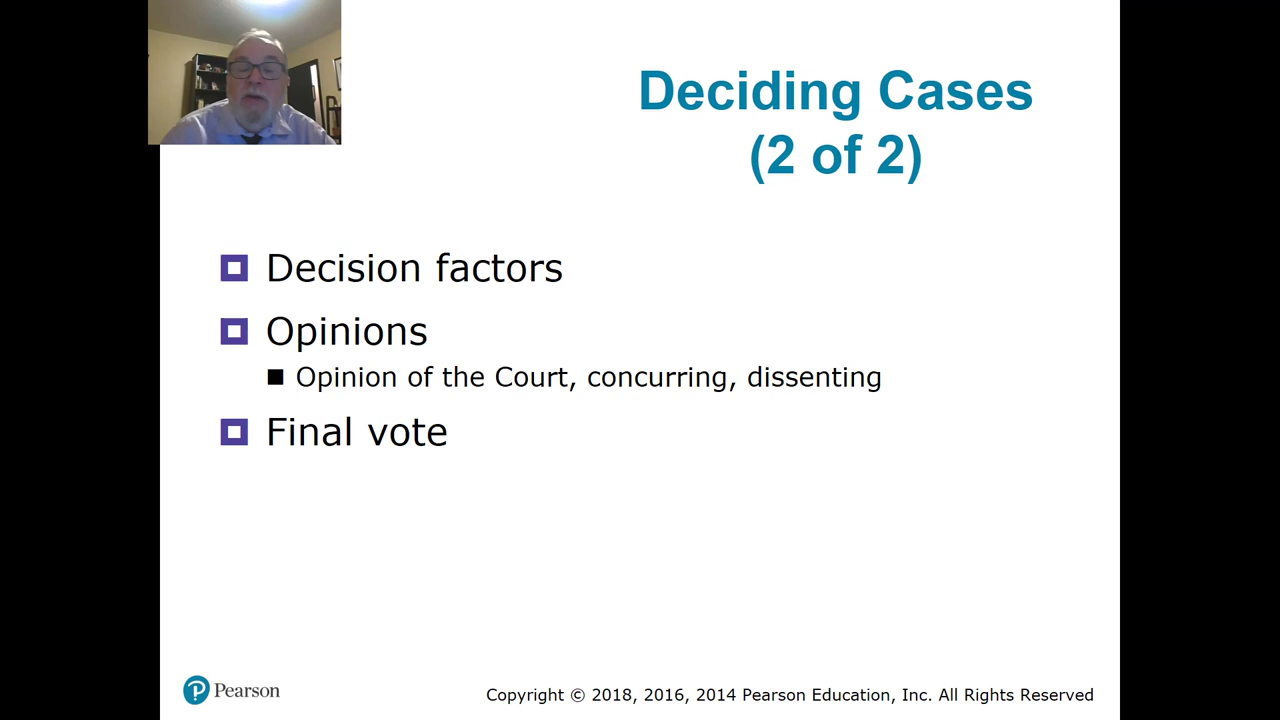 Deciding Cases
(2 of 2)
Decision factors
Opinions
Opinion of the Court, concurring, dissenting
Final vote
Pearson
Copyright © 2018, 2016, 2014 Pearson Education, Inc. All Rights Reserved